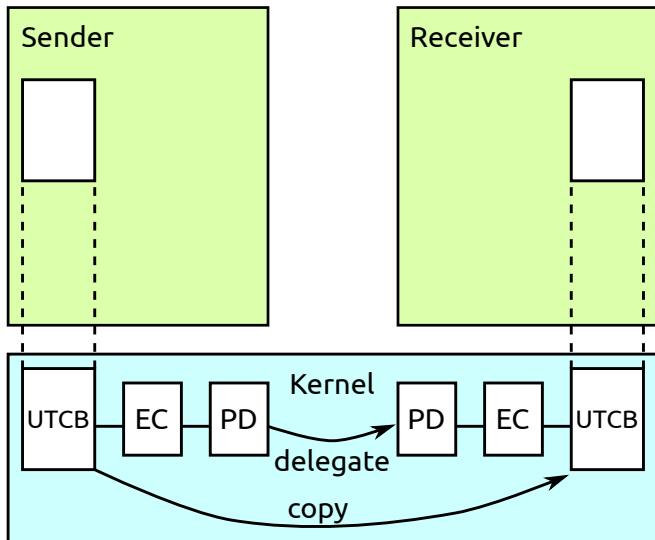 Sender
Receiver
Kernel
UTCB
EC
PD
PD
EC
UTCB
delegate
copy